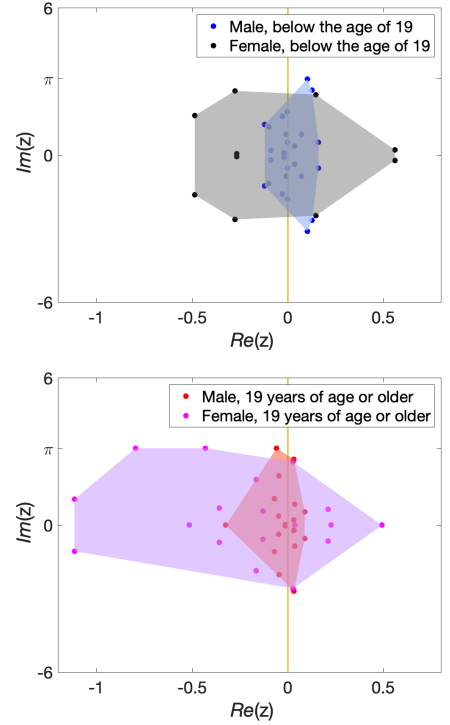 6
Male, below the age of 19
Female, below the age of 19
π
Im(z)
0
-6
-1
-0.5
0
0.5
Re(z)
6
Male, 19 years of age or older
Female, 19 years of age or older
π
Im(z)
0
-6
-1
-0.5
0
0.5
Re(z)